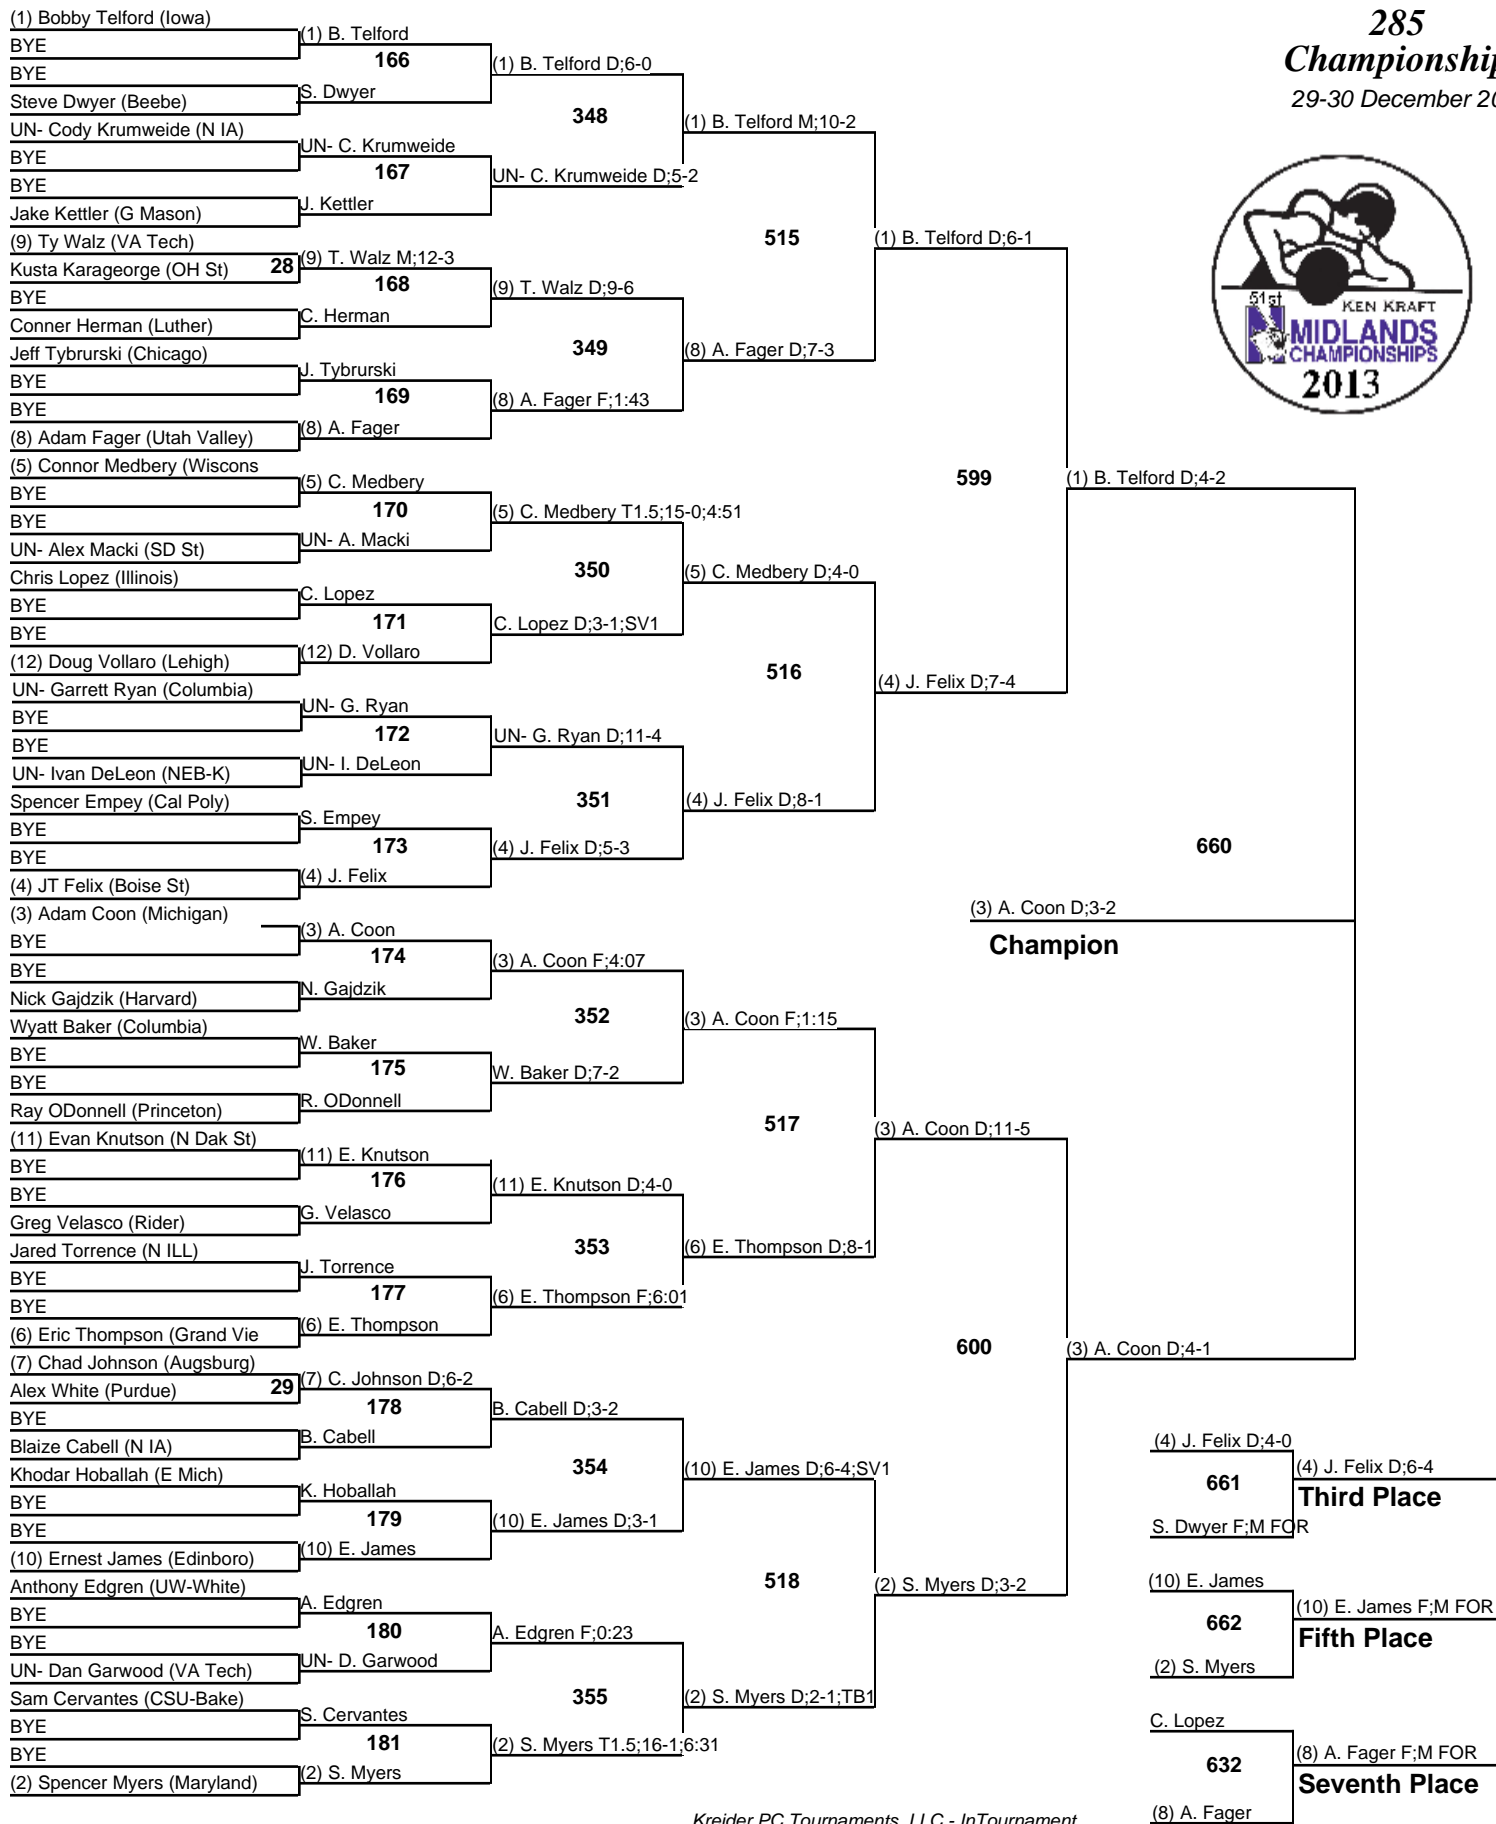 285
Championship
29-30 December 20
51st
KEN KRAFT
N MIDLANDS
CHAMPIONSHIPS
2013
(1) Bobby Telford (Iowa)
BYE
BYE
Steve Dwyer (Beebe)
UN- Cody Krumweide (N IA)
BYE
BYE
Jake Kettler (G Mason)
(9) Ty Walz (VA Tech)
Kusta Karageorge (OH St) 28
BYE
Conner Herman (Luther)
Jeff Tybrurski (Chicago)
BYE
BYE
(8) Adam Fager (Utah Valley)
(5) Connor Medbery (Wiscons
BYE
BYE
UN- Alex Macki (SD St)
Chris Lopez (Illinois)
BYE
BYE
(12) Doug Vollaro (Lehigh)
UN- Garrett Ryan (Columbia)
BYE
BYE
UN- Ivan DeLeon (NEB-K)
Spencer Empey (Cal Poly)
BYE
BYE
(4) JT Felix (Boise St)
(3) Adam Coon (Michigan)
BYE
BYE
Nick Gajdzik (Harvard)
Wyatt Baker (Columbia)
BYE
BYE
Ray ODonnell (Princeton)
(11) Evan Knutson (N Dak St)
BYE
BYE
Greg Velasco (Rider)
Jared Torrence (N ILL)
BYE
BYE
(6) Eric Thompson (Grand Vie
(7) Chad Johnson (Augsburg)
Alex White (Purdue) 29
BYE
Blaize Cabell (N IA)
Khodar Hoballah (E Mich)
BYE
BYE
(10) Ernest James (Edinboro)
Anthony Edgren (UW-White)
BYE
BYE
UN- Dan Garwood (VA Tech)
Sam Cervantes (CSU-Bake)
BYE
BYE
(2) Spencer Myers (Maryland)
(1) B. Telford
166
S. Dwyer
UN- C. Krumweide
167
J. Kettler
(9) T. Walz M;12-3
168
C. Herman
J. Tybrurski
169
(8) A. Fager
(5) C. Medbery
170
UN- A. Macki
C. Lopez
171
(12) D. Vollaro
UN- G. Ryan
172
UN- I. DeLeon
S. Empey
173
(4) J. Felix
(3) A. Coon
174
N. Gajdzik
W. Baker
175
R. ODonnell
(11) E. Knutson
176
G. Velasco
J. Torrence
177
(6) E. Thompson
(7) C. Johnson D;6-2
178
B. Cabell
K. Hoballah
179
(10) E. James
A. Edgren
180
UN- D. Garwood
S. Cervantes
181
(2) S. Myers
(1) B. Telford D;6-0
348
UN- C. Krumweide D;5-2
(9) T. Walz D;9-6
349
(8) A. Fager F;1:43
(5) C. Medbery T1.5;15-0;4:51
350
C. Lopez D;3-1;SV1
UN- G. Ryan D;11-4
351
(4) J. Felix D;5-3
(3) A. Coon F;4:07
352
W. Baker D;7-2
(11) E. Knutson D;4-0
353
(6) E. Thompson F;6:01
B. Cabell D;3-2
354
(10) E. James D;3-1
A. Edgren F;0:23
355
(2) S. Myers T1.5;16-1;6:31
(1) B. Telford M;10-2
515
(8) A. Fager D;7-3
(5) C. Medbery D;4-0
516
(4) J. Felix D;8-1
(3) A. Coon F;1:15
517
(6) E. Thompson D;8-1
(10) E. James D;6-4;SV1
518
(2) S. Myers D;2-1;TB1
(1) B. Telford D;6-1
599
(4) J. Felix D;7-4
(3) A. Coon D;11-5
600
(2) S. Myers D;3-2
(1) B. Telford D;4-2
660
(3) A. Coon D;4-1
(3) A. Coon D;3-2
Champion
(4) J. Felix D;4-0
661
S. Dwyer F;M FOR
(4) J. Felix D;6-4
Third Place
(10) E. James
662
(2) S. Myers
(10) E. James F;M FOR
Fifth Place
C. Lopez
632
(8) A. Fager
(8) A. Fager F;M FOR
Seventh Place
Kreider PC Tournaments, LLC - InTournament